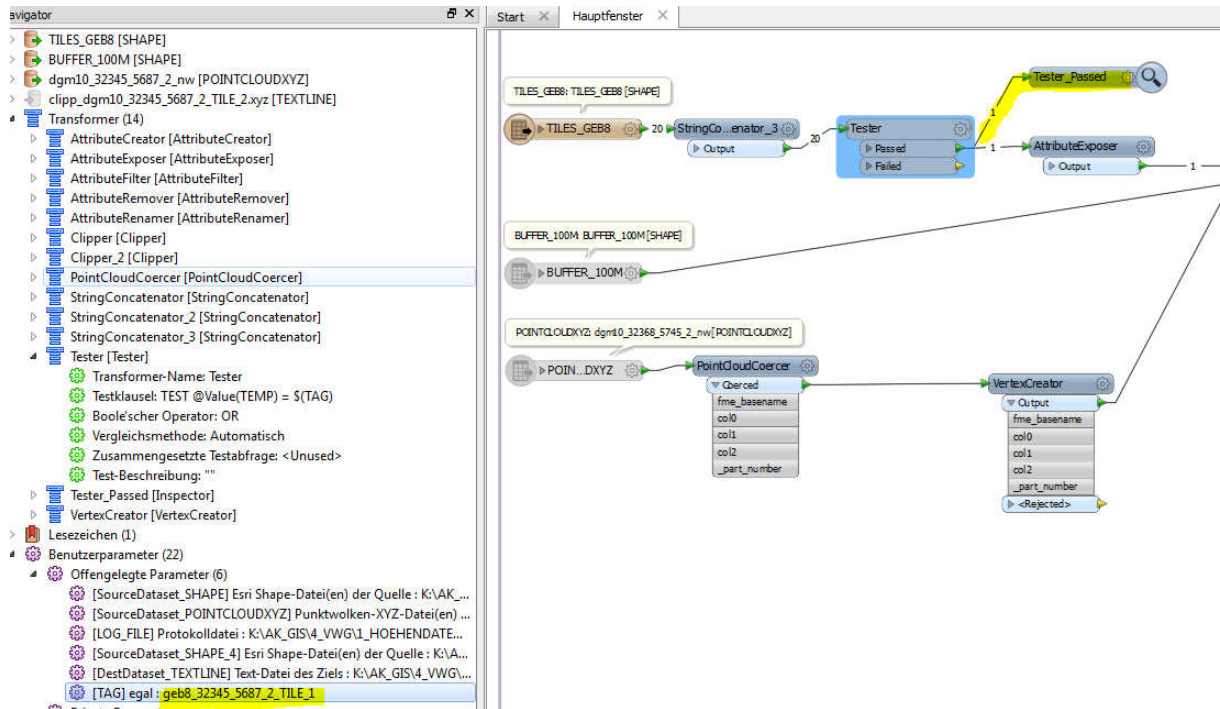 avigator
TILES_GEB8 [SHAPE]
BUFFER_100M [SHAPE]
dgm10_32345_5687_2_nw [POINTCLOUDXYZ]
clipp_dgm10_32345_5687_2_TILE_2.xyz [TEXTLINE]
Transformer (14)
AttributeCreator [AttributeCreator]
AttributeExposer [AttributeExposer]
AttributeFilter [AttributeFilter]
AttributeRemover [AttributeRemover]
AttributeRenamer [AttributeRenamer]
Clipper [Clipper]
Clipper_2 [Clipper]
PointCloudCoercer [PointCloudCoercer]
StringConcatenator [StringConcatenator]
StringConcatenator_2 [StringConcatenator]
StringConcatenator_3 [StringConcatenator]
Tester [Tester]
Transformer-Name: Tester
Testklausel: TEST @Value(TEMP) = $(TAG)
Boole'scher Operator: OR
Vergleichsmethode: Automatisch
Zusammengesetzte Testabfrage: <Unused>
Test-Beschreibung: ""
Tester_Passed [Inspector]
VertexCreator [VertexCreator]
Lesezeichen (1)
Benutzerparameter (22)
Offengelegte Parameter (6)
[SourceDataset_SHAPE] Esri Shape-Datei(en) der Quelle : K:\AK_...
[SourceDataset_POINTCLOUDXYZ] Punktwolken-XYZ-Datei(en) ...
[LOG_FILE] Protokolldatei : K:\AK_GIS\4_VWG\1_HOEHENDATE...
[SourceDataset_SHAPE_4] Esri Shape-Datei(en) der Quelle : K:\A...
[DestDataset_TEXTLINE] Text-Datei des Ziels : K:\AK_GIS\4_VWG\...
[TAG] egal : geb8_32345_5687_2_TILE_1
Start
Hauptfenster
TILES_GEB8: TILES_GEB8 [SHAPE]
TILES_GEB8
20
StringCo...enator_3
Output
20
Tester
Passed
Failed
1
Tester_Passed
1
AttributeExposer
Output
1
BUFFER_100M: BUFFER_100M [SHAPE]
BUFFER_100M
POINTCLOUDXYZ: dgm10_32368_5745_2_nw [POINTCLOUDXYZ]
POIN...DXYZ
PointCloudCoercer
Coerced
fme_basename
col0
col1
col2
_part_number
VertexCreator
Output
fme_basename
col0
col1
col2
_part_number
<Rejected>